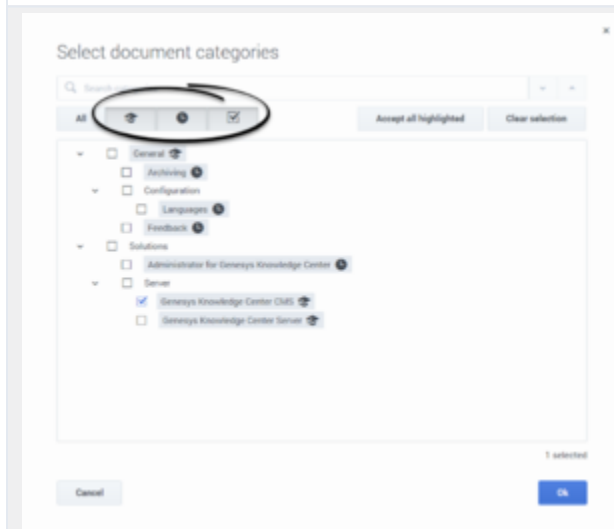 Select document categories
Search
All
Accept all highlighted
Clear selection
General
Archiving
Configuration
Languages
Feedback
Solutions
Administrator for Genesys Knowledge Center
Server
Genesys Knowledge Center CMS
Genesys Knowledge Center Server
1 selected
Cancel
Ok